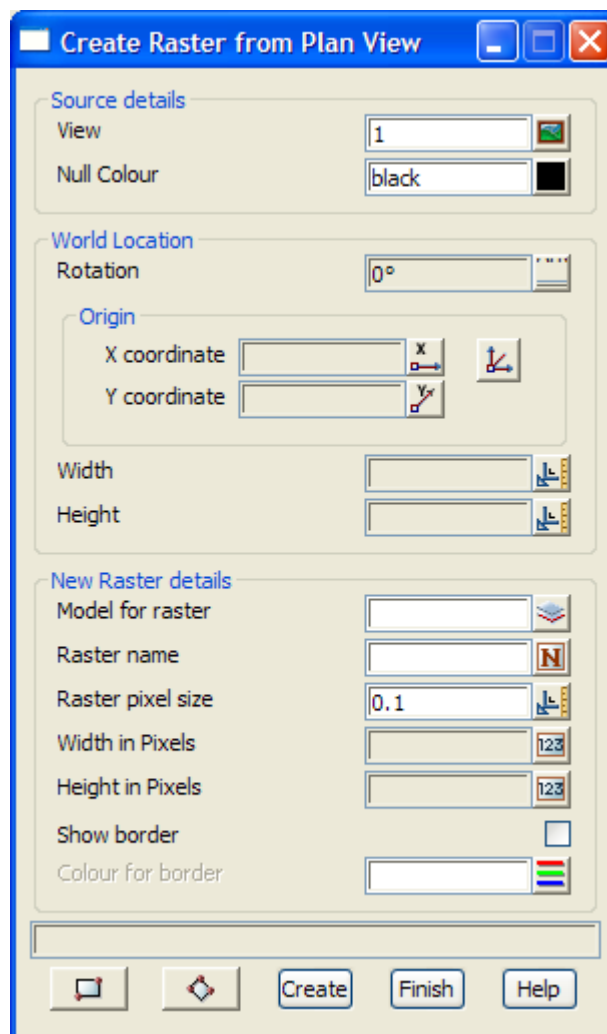 Create Raster from Plan View
Source details
View 1
Null Colour black
World Location
Rotation 0°
Origin
X coordinate X
Y coordinate Y
Width
Height
New Raster details
Model for raster
Raster name N
Raster pixel size 0.1
Width in Pixels 123
Height in Pixels 123
Show border
Colour for border
Create Finish Help